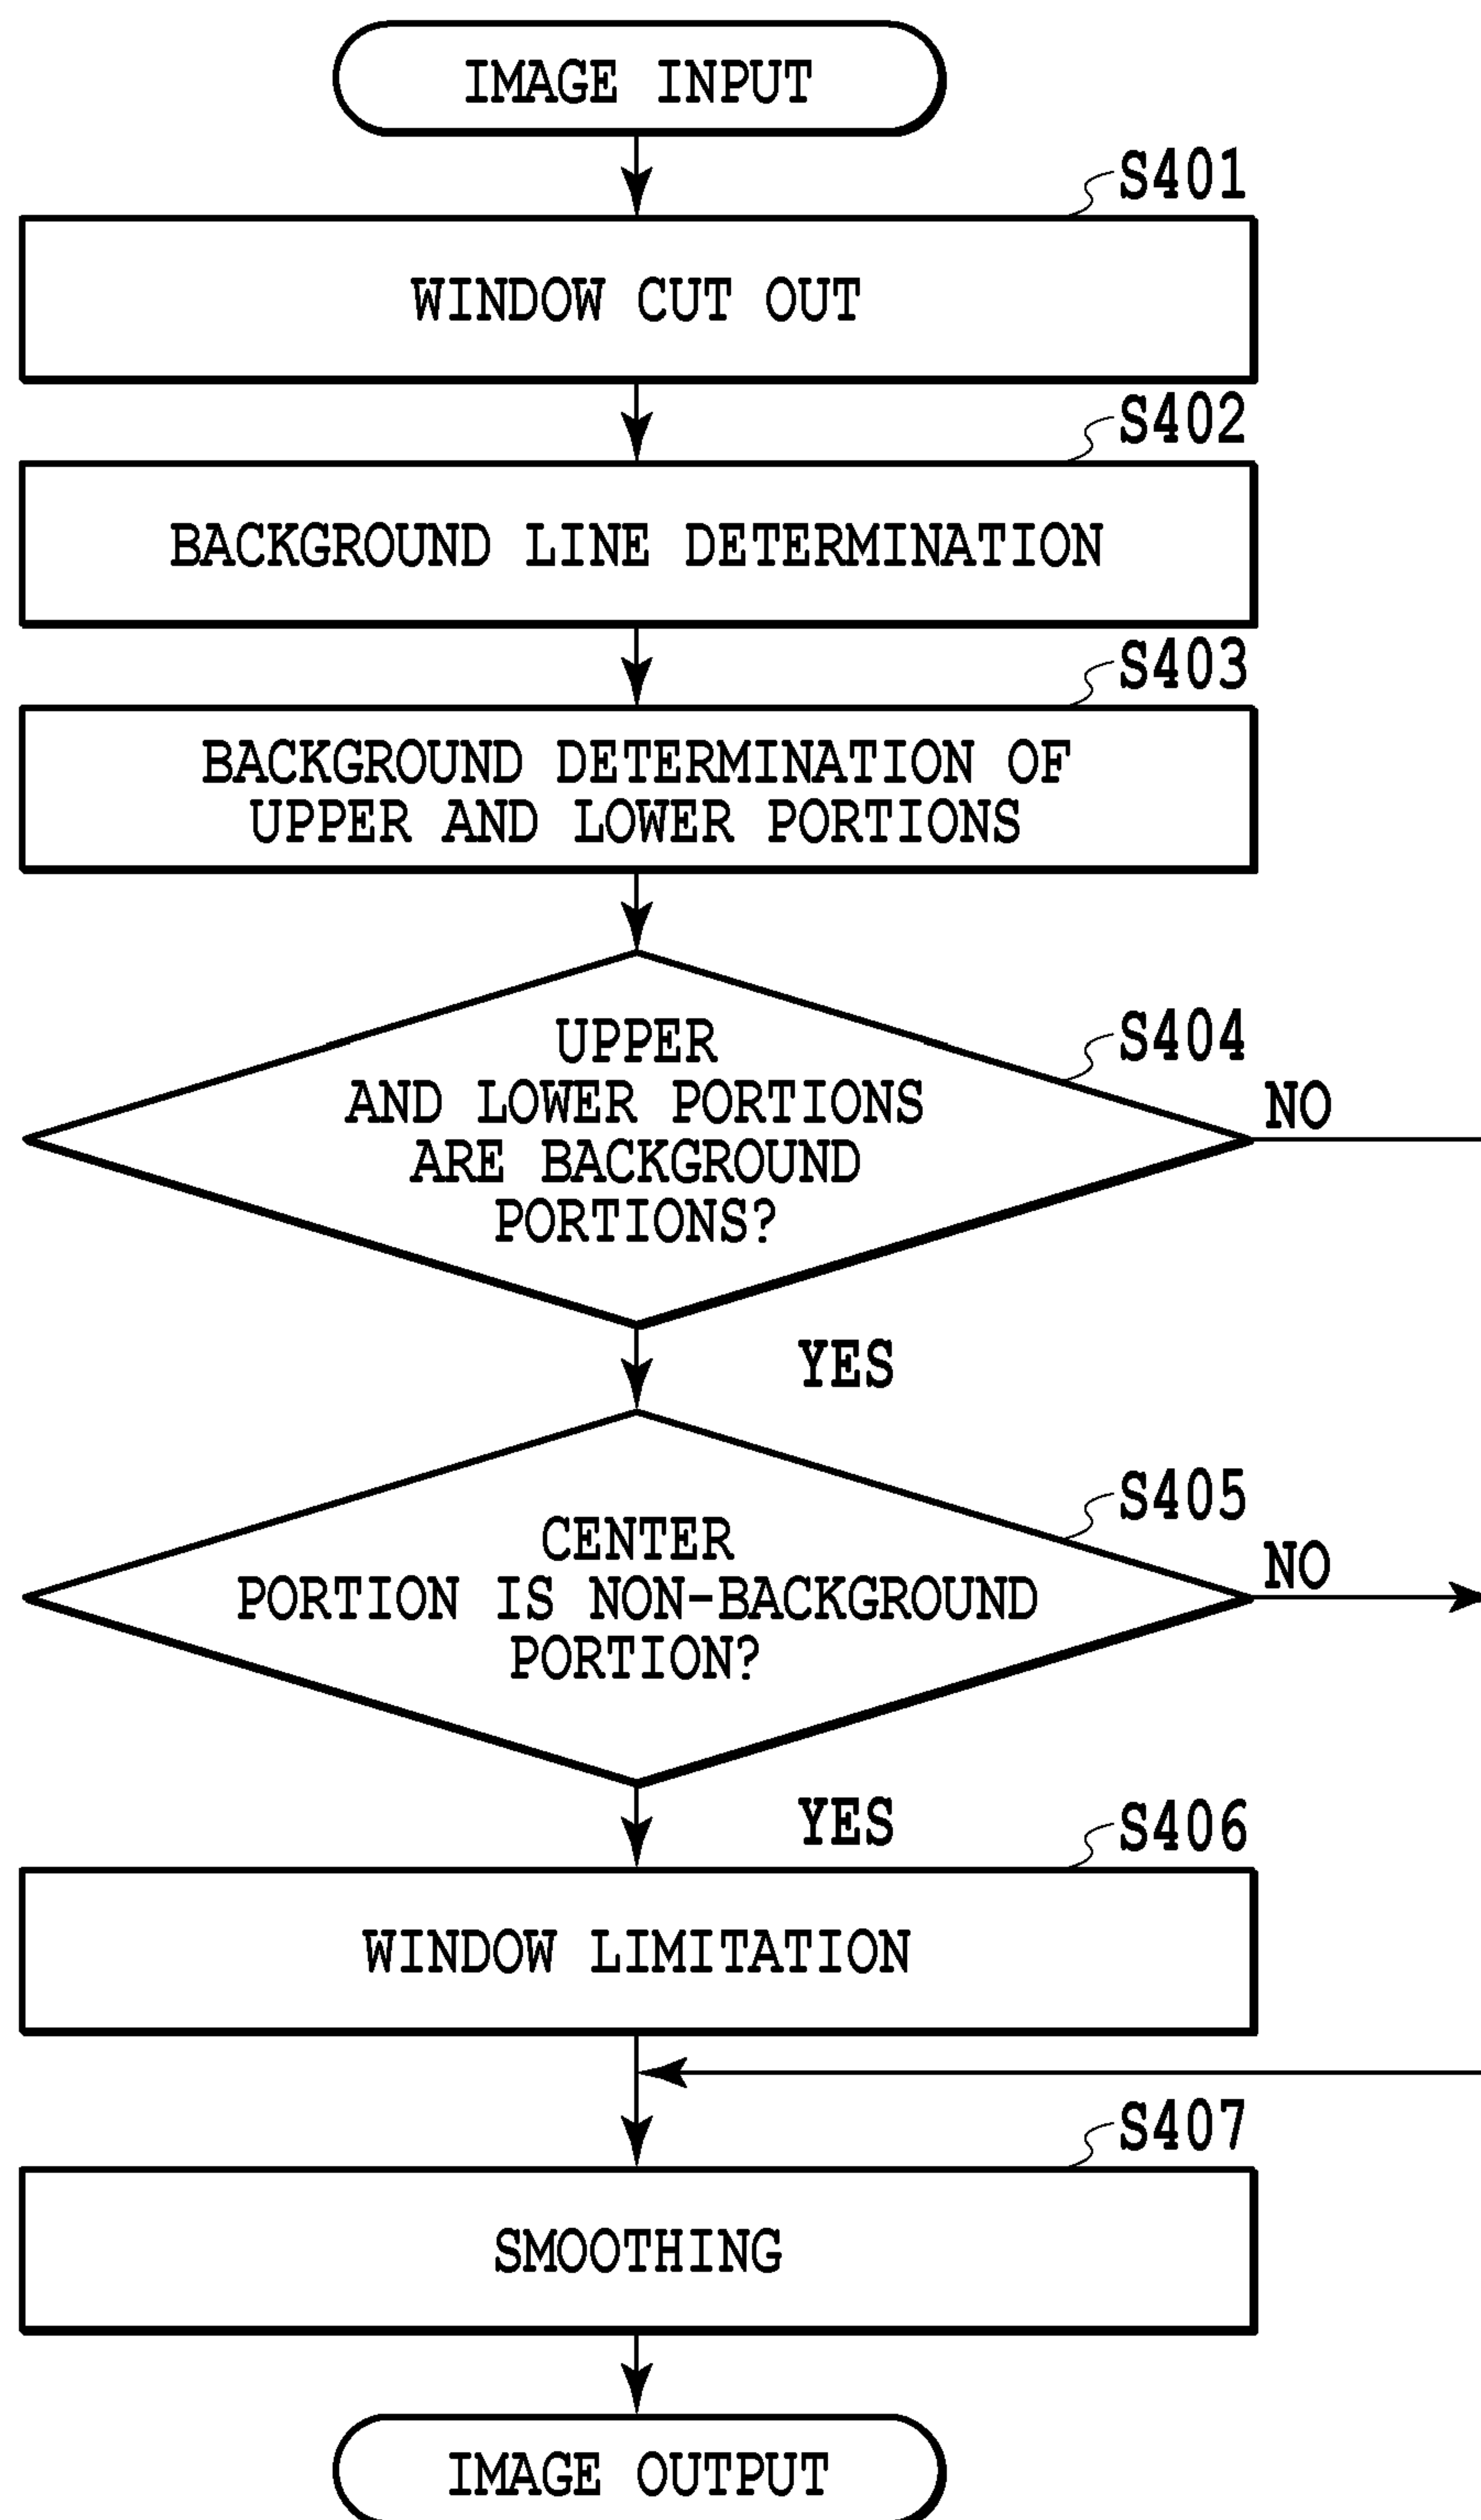 IMAGE INPUT
S401
WINDOW CUT OUT
S402
BACKGROUND LINE DETERMINATION
S403
BACKGROUND DETERMINATION OF
UPPER AND LOWER PORTIONS
S404
UPPER
AND LOWER PORTIONS
ARE BACKGROUND
PORTIONS?
NO
YES
S405
CENTER
PORTION IS NON-BACKGROUND
PORTION?
NO
YES
S406
WINDOW LIMITATION
S407
SMOOTHING
IMAGE OUTPUT